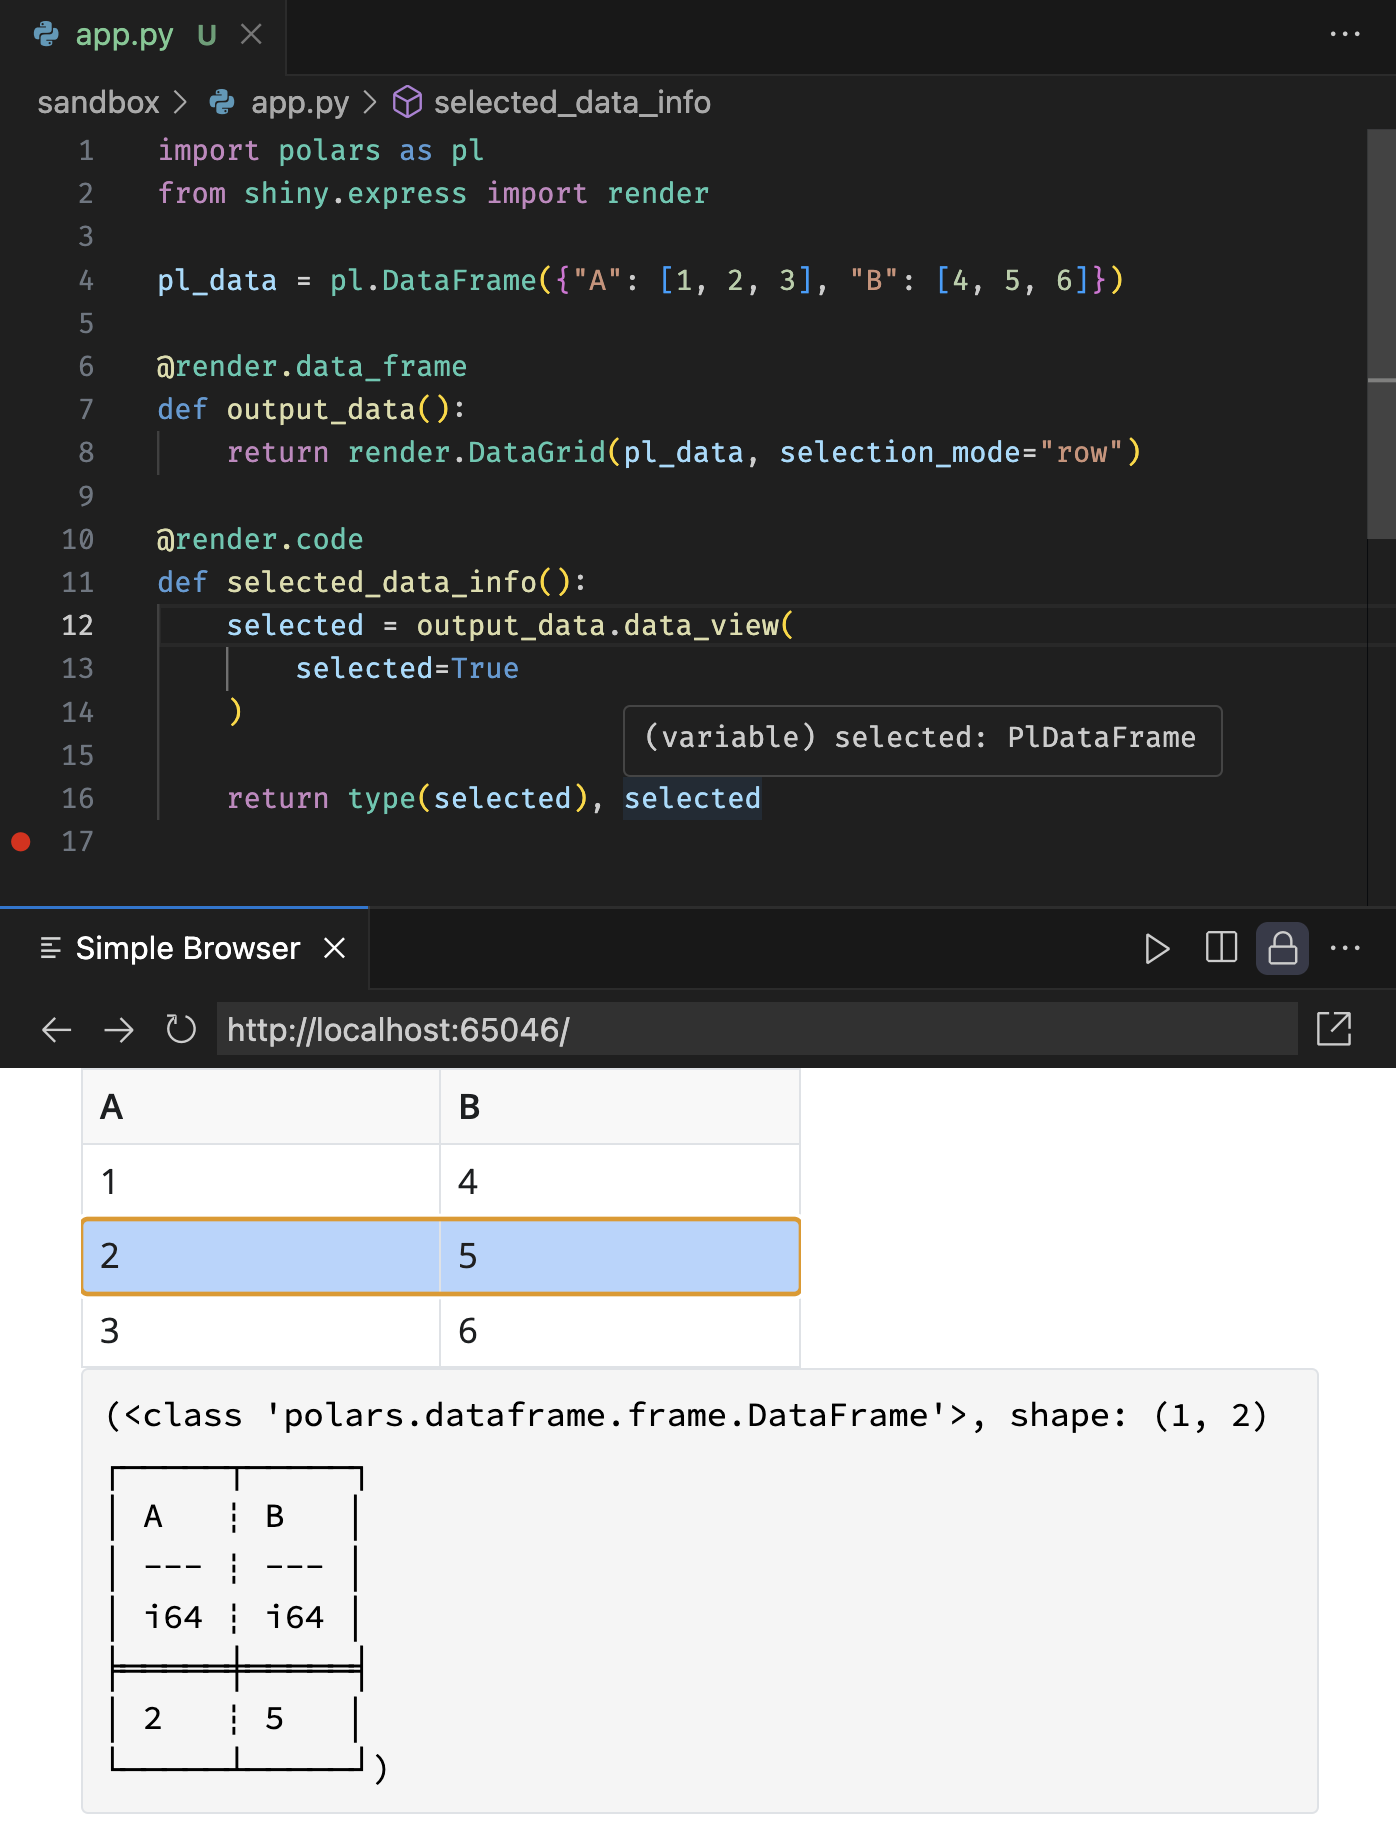 app.py U
sandbox > app.py > selected_data_info
1 import polars as pl
2 from shiny.express import render
3
4 pl_data = pl.DataFrame({"A": [1, 2, 3], "B": [4, 5, 6]})
5
6 @render.data_frame
7 def output_data():
8     return render.DataGrid(pl_data, selection_mode="row")
9
10 @render.code
11 def selected_data_info():
12     selected = output_data.data_view(
13         selected=True
14     )
(variable) selected: PlDataFrame
15
16     return type(selected), selected
17
Simple Browser
http://localhost:65046/
A B
1 4
2 5
3 6
(<class 'polars.dataframe.frame.DataFrame'>, shape: (1, 2)
┌─────┬─────┐
│ A   ┆ B   │
│ --- ┆ --- │
│ i64 ┆ i64 │
╞═════╪═════╡
│ 2   ┆ 5   │
└─────┴─────┘)